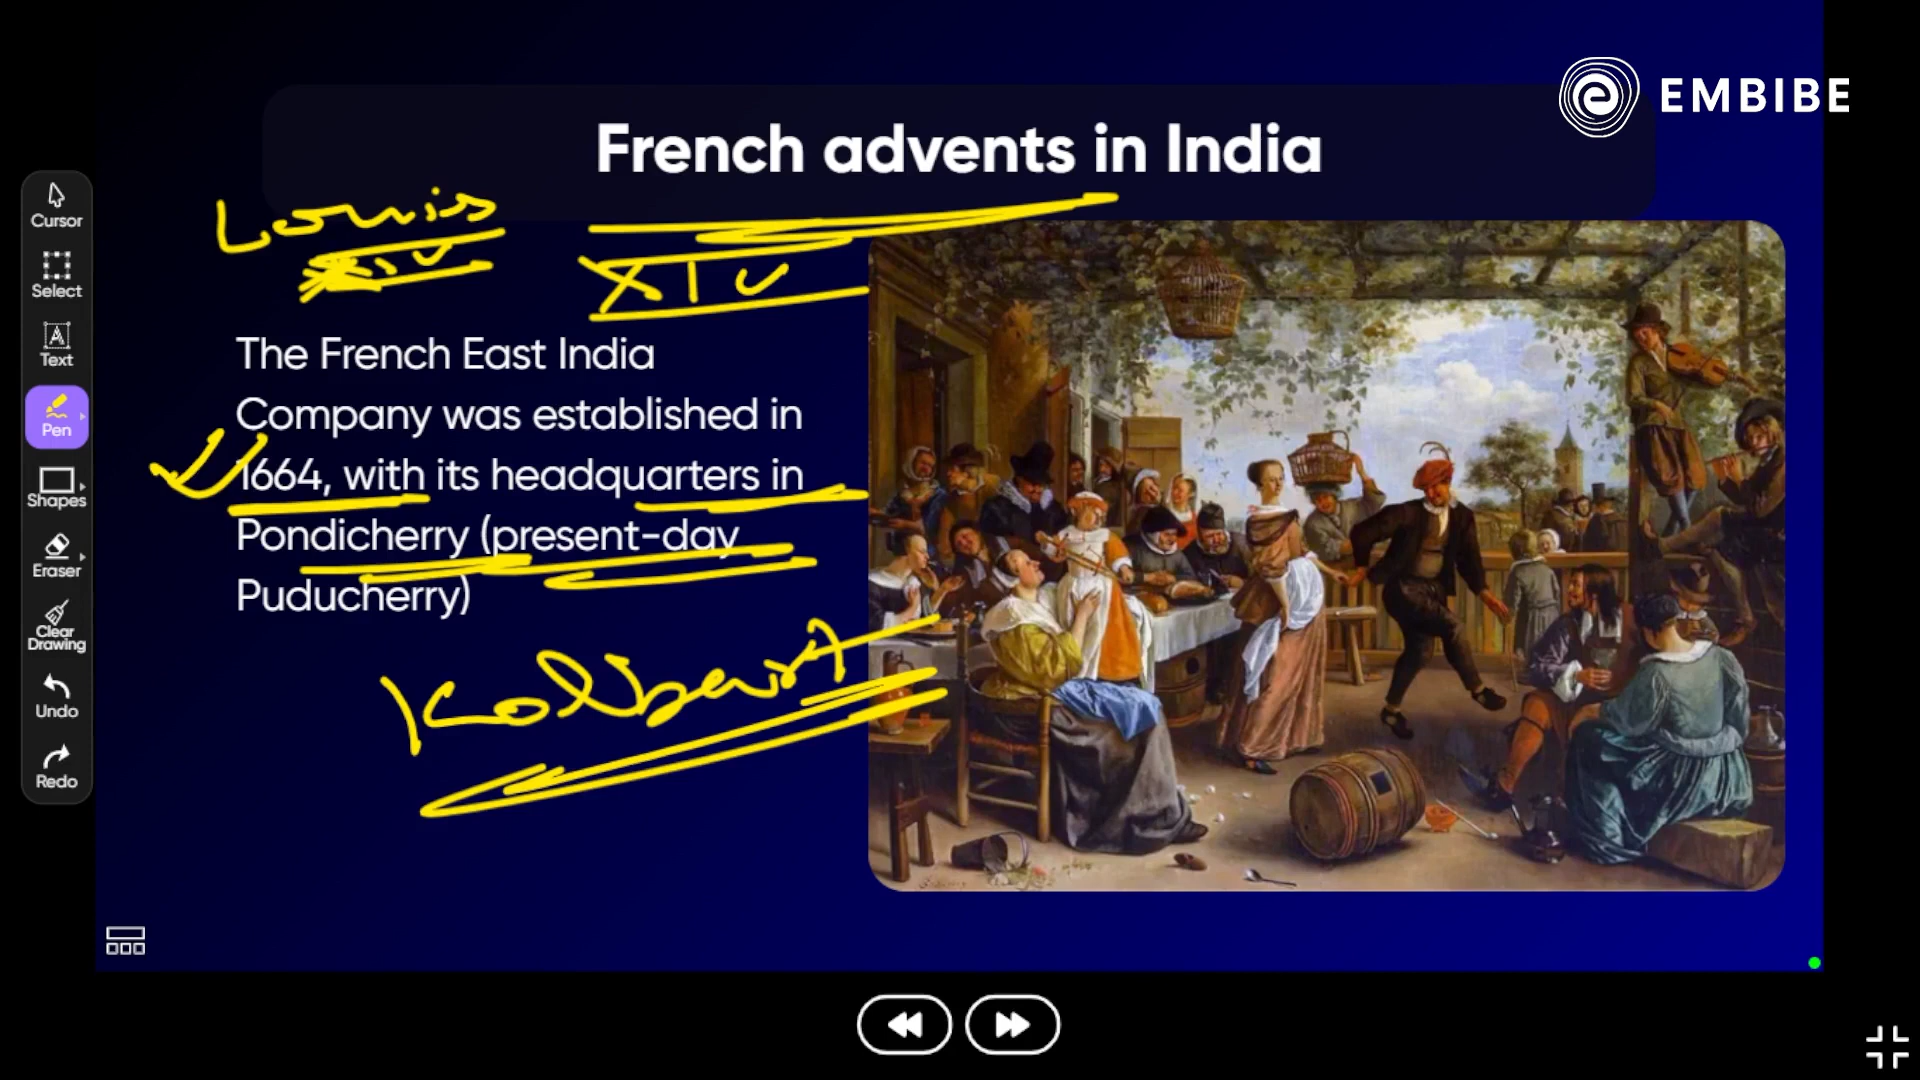 EMBIBE
French advents in India
Louis
XIV
XIV
The French East India
Company was established in
1664, with its headquarters in
Pondicherry (present-day
Puducherry)
Kolbert
Cursor
Select
Text
Pen
Shapes
Eraser
Clear
Drawing
Undo
Redo